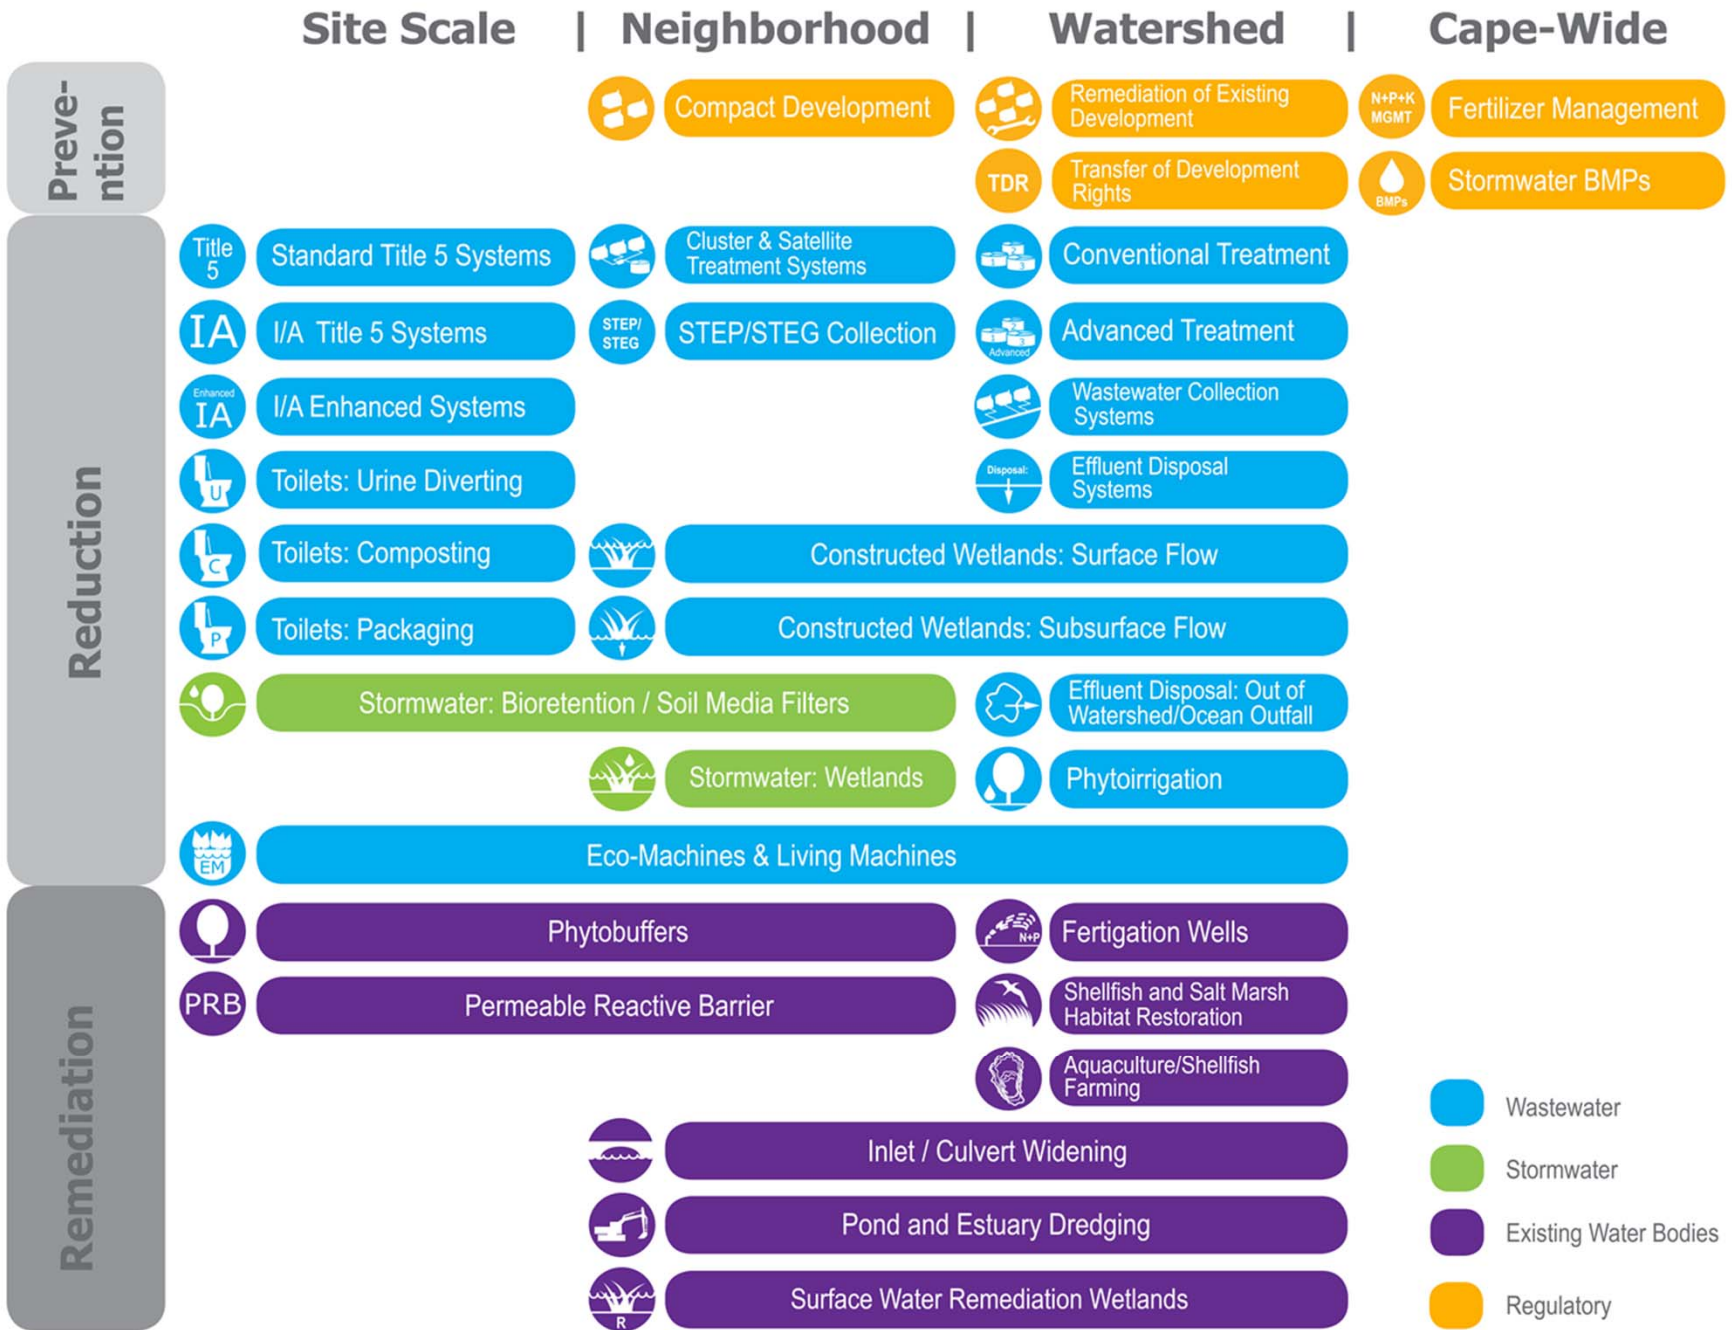 Site Scale | Neighborhood | Watershed | Cape-Wide
Preve-
ntion
Compact Development
Remediation of Existing
Development
N+P+K
MGMT
Fertilizer Management
TDR
Transfer of Development
Rights
BMPs
Stormwater BMPs
Reduction
Title
5
Standard Title 5 Systems
Cluster & Satellite
Treatment Systems
Conventional Treatment
IA
I/A Title 5 Systems
STEP/
STEG
STEP/STEG Collection
Advanced
Advanced Treatment
Enhanced
IA
I/A Enhanced Systems
Wastewater Collection
Systems
U
Toilets: Urine Diverting
Disposal:
Effluent Disposal
Systems
C
Toilets: Composting
Constructed Wetlands: Surface Flow
P
Toilets: Packaging
Constructed Wetlands: Subsurface Flow
Stormwater: Bioretention / Soil Media Filters
Effluent Disposal: Out of
Watershed/Ocean Outfall
Stormwater: Wetlands
Phytoirrigation
EM
Eco-Machines & Living Machines
Remediation
Phytobuffers
N+P
Fertigation Wells
PRB
Permeable Reactive Barrier
Shellfish and Salt Marsh
Habitat Restoration
Aquaculture/Shellfish
Farming
Inlet / Culvert Widening
Pond and Estuary Dredging
R
Surface Water Remediation Wetlands
Wastewater
Stormwater
Existing Water Bodies
Regulatory